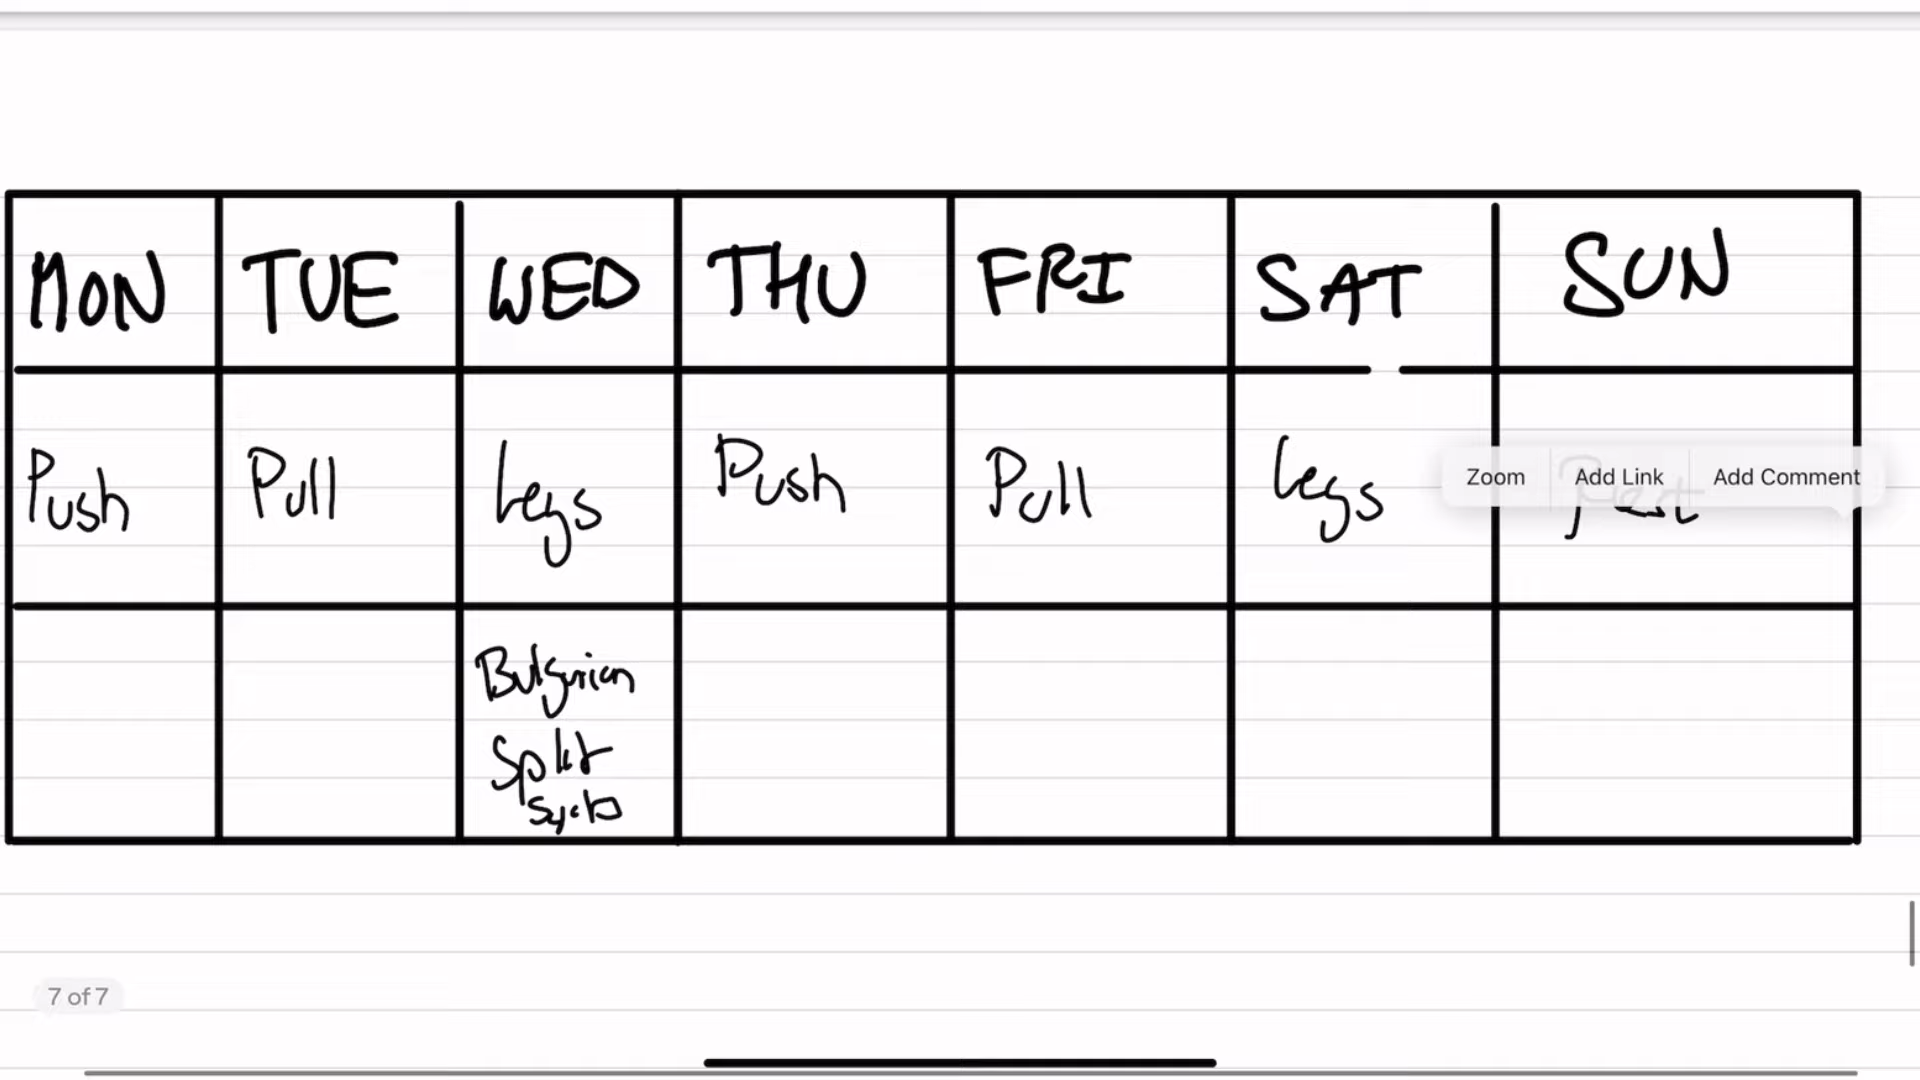 MON TUE WED THU FRI SAT SUN
Push Pull Legs Push Pull Legs Rest
Zoom Add Link Add Comment
Bulgarian
Split
7 of 7